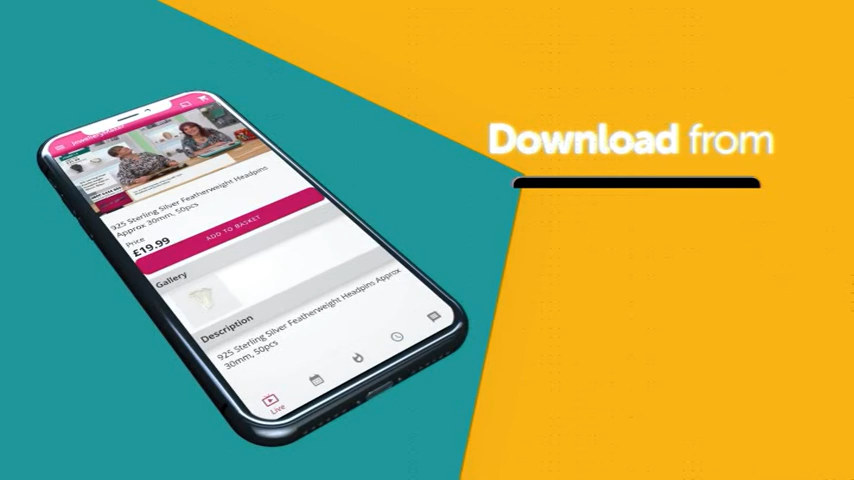 Download from
925 Sterling Silver Featherweight Headpins
Approx 30mm, 50pcs
Price
£19.99
ADD TO BASKET
Gallery
Description
925 Sterling Silver Featherweight Headpins Approx
30mm, 50pcs
Live